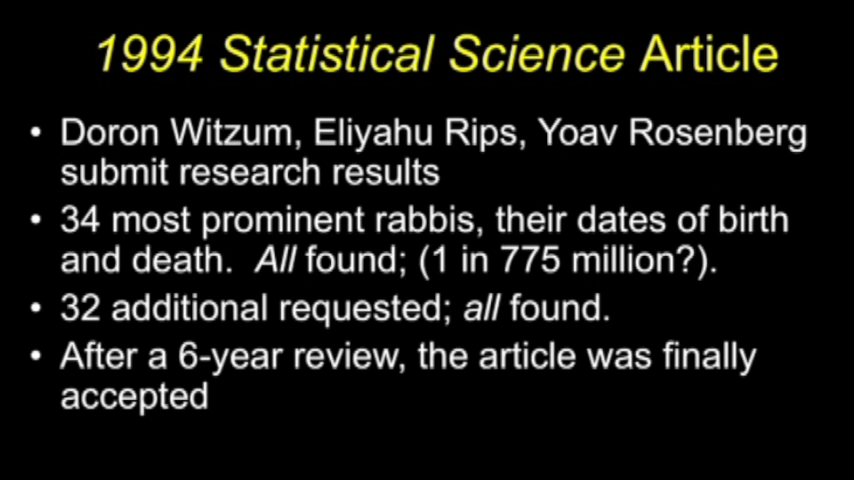 1994 Statistical Science Article
• Doron Witzum, Eliyahu Rips, Yoav Rosenberg
submit research results
• 34 most prominent rabbis, their dates of birth
and death. All found; (1 in 775 million?).
• 32 additional requested; all found.
• After a 6-year review, the article was finally
accepted